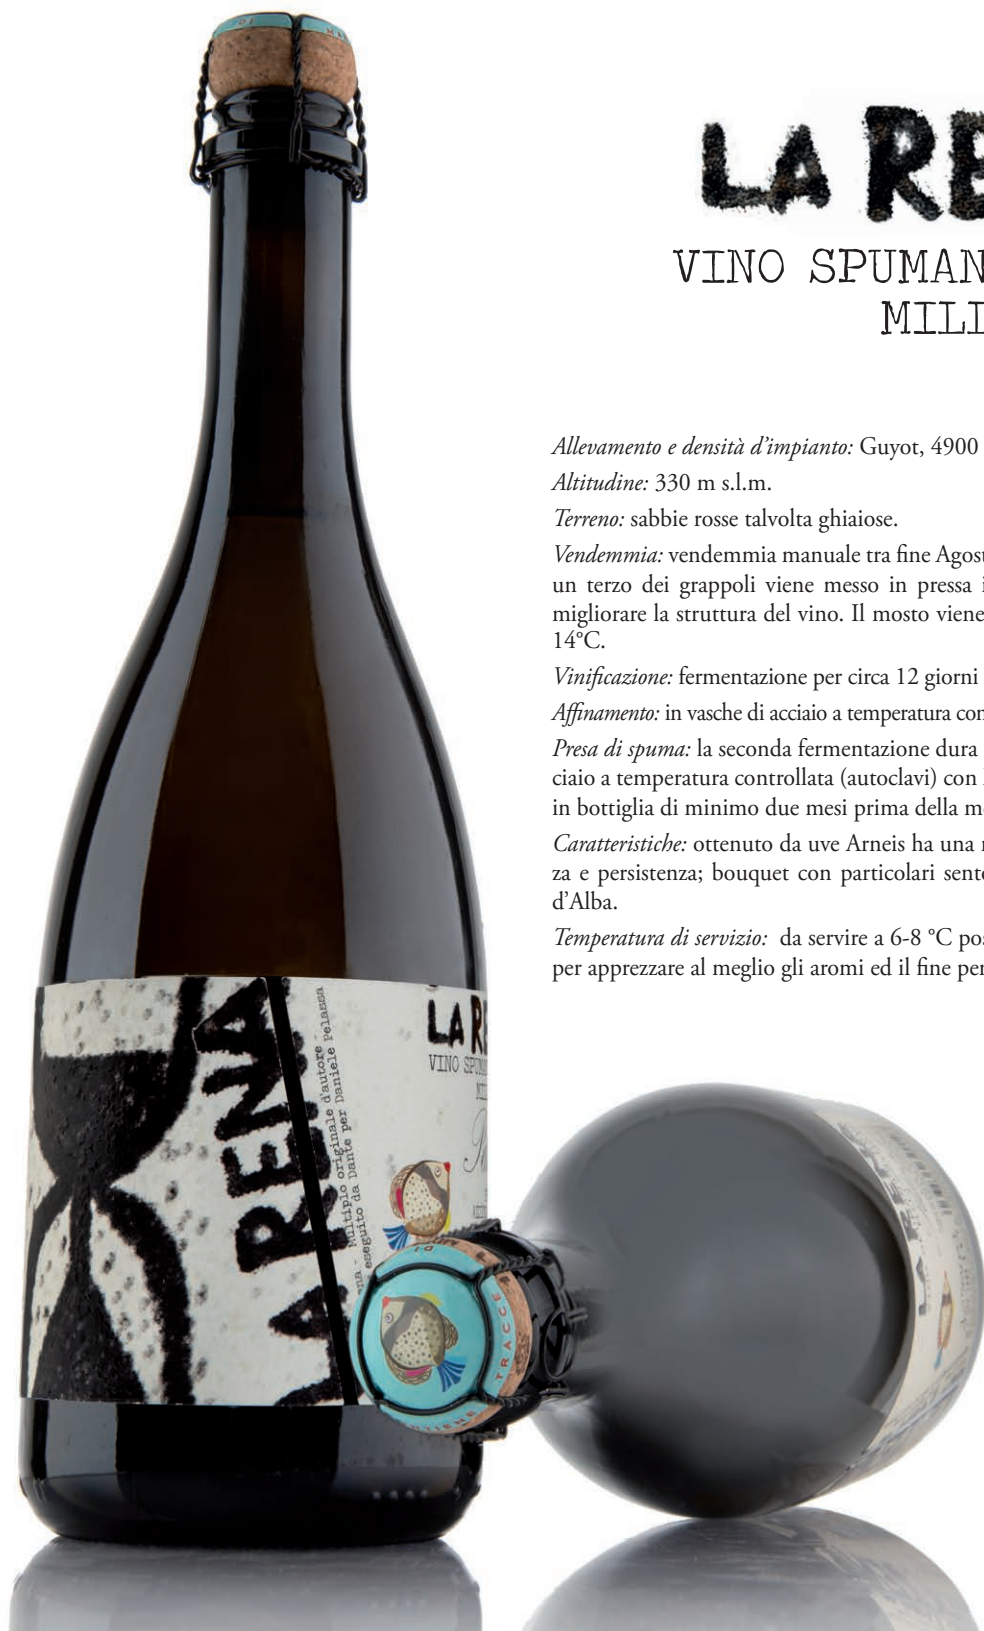 LA RE
VINO SPUMAN
MILI
Allevamento e densità d'impianto: Guyot, 4900
Altitudine: 330 m s.l.m.
Terreno: sabbie rosse talvolta ghiaiose.
Vendemmia: vendemmia manuale tra fine Agost
un terzo dei grappoli viene messo in pressa i
migliorare la struttura del vino. Il mosto viene
14°C.
Vinificazione: fermentazione per circa 12 giorni
Affinamento: in vasche di acciaio a temperatura con
Presa di spuma: la seconda fermentazione dura
ciaio a temperatura controllata (autoclavi) con
in bottiglia di minimo due mesi prima della m
Caratteristiche: ottenuto da uve Arneis ha una
za e persistenza; bouquet con particolari sent
d'Alba.
Temperatura di servizio: da servire a 6-8 °C pos
per apprezzare al meglio gli aromi ed il fine per
LA RENA
A RENA
Multiplo originale d'autore -
eseguito da Dante per Daniele Pelassa
LA RE
VINO SPUMAN
MIL
TRACCE